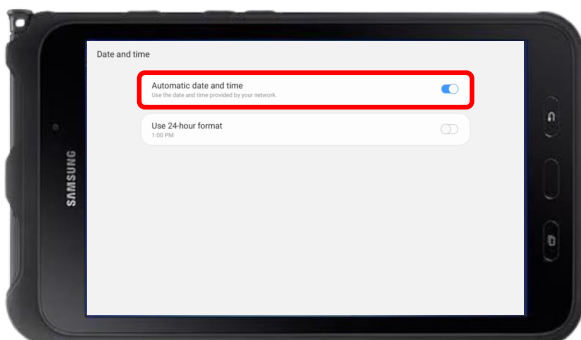 Date and time
Automatic date and time
Use the date and time provided by your network.
Use 24-hour format
1:00 PM
SAMSUNG